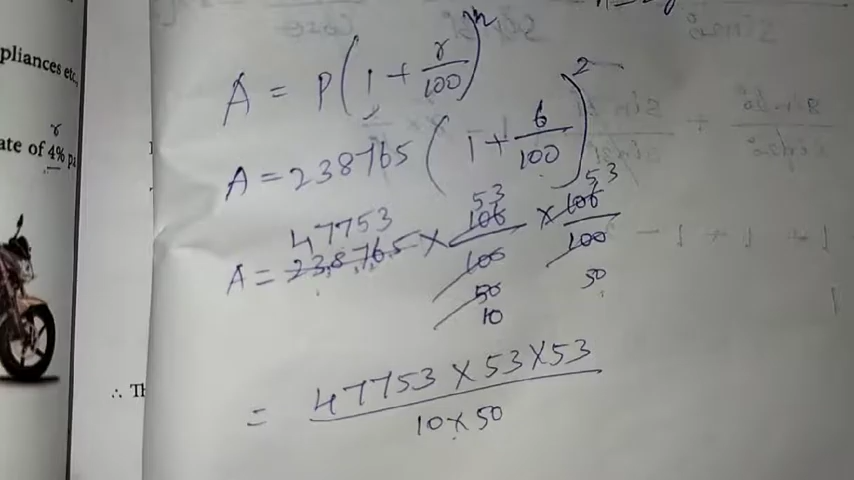 pliances etc.,
r
ate of 4% p
A = P(1 + r/100)^n
A = 238765 (1 + 6/100)^2
47753 53 53
A = 238765 × 106/100 × 106/100
50 50
10
= 47753 × 53 × 53 / 10 × 50
∴ Th